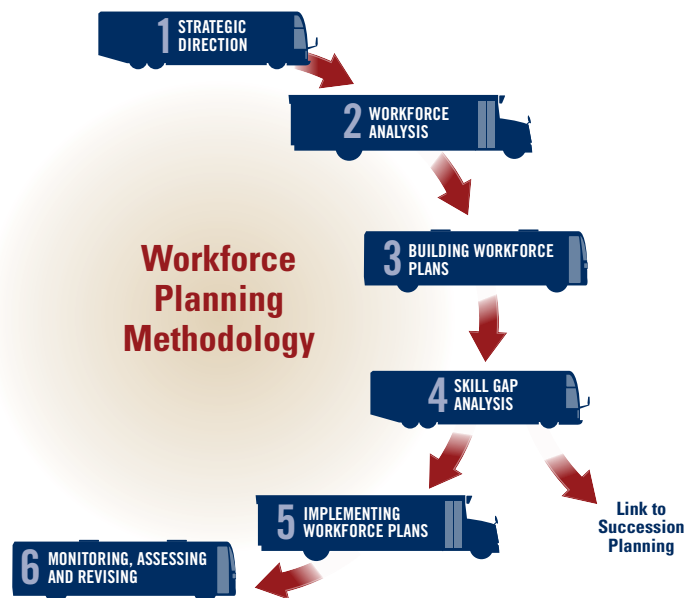 1 STRATEGIC
DIRECTION
2 WORKFORCE
ANALYSIS
3 BUILDING WORKFORCE
PLANS
Workforce
Planning
Methodology
4 SKILL GAP
ANALYSIS
5 IMPLEMENTING
WORKFORCE PLANS
Link to
Succession
Planning
6 MONITORING, ASSESSING
AND REVISING